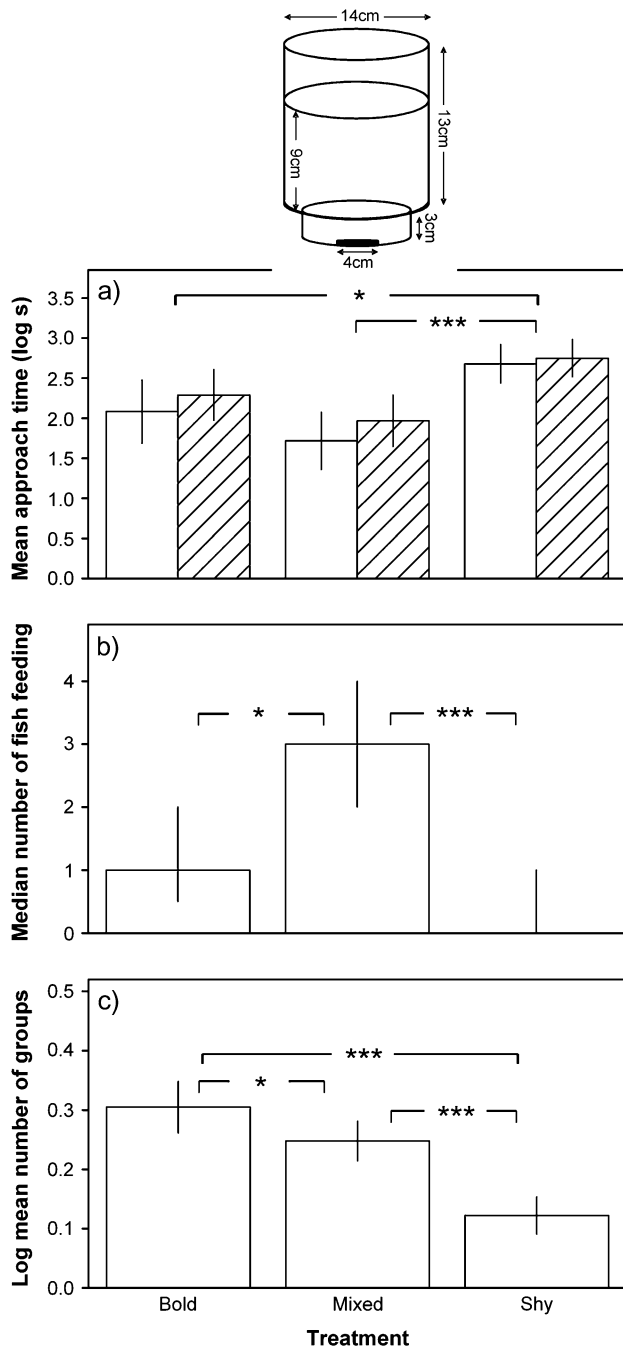 14cm
13cm
9cm
3cm
4cm
a)
Mean approach time (log s)
3.5
3.0
2.5
2.0
1.5
1.0
0.5
0.0
*
***
b)
Median number of fish feeding
4
3
2
1
0
*
***
c)
Log mean number of groups
0.5
0.4
0.3
0.2
0.1
0.0
***
*
***
Bold Mixed Shy
Treatment